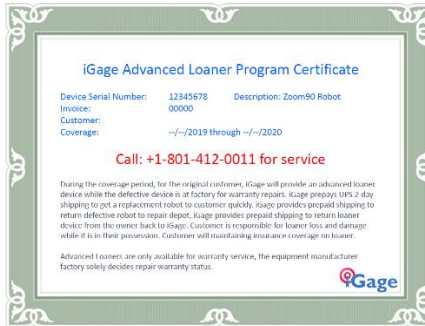 iGage Advanced Loaner Program Certificate
Device Serial Number: 12345678 Description: Zoom90 Robot
Invoice: 00000
Customer:
Coverage: --/--/2019 through --/--/2020
Call: +1-801-412-0011 for service
During the coverage period, for the original customer, iGage will provide an advanced loaner
device while the defective device is at factory for warranty repairs. iGage prepays UPS 2-day
shipping to get a replacement robot to customer quickly. iGage provides prepaid shipping to
return defective robot to repair depot. iGage provides prepaid shipping to return loaner
device from the owner back to iGage. Customer is responsible for loaner loss and damage
while it is in their possession. Customer will maintaining insurance coverage on loaner.
Advanced Loaners are only available for warranty service, the equipment manufacturer
factory solely decides repair warranty status.
iGage